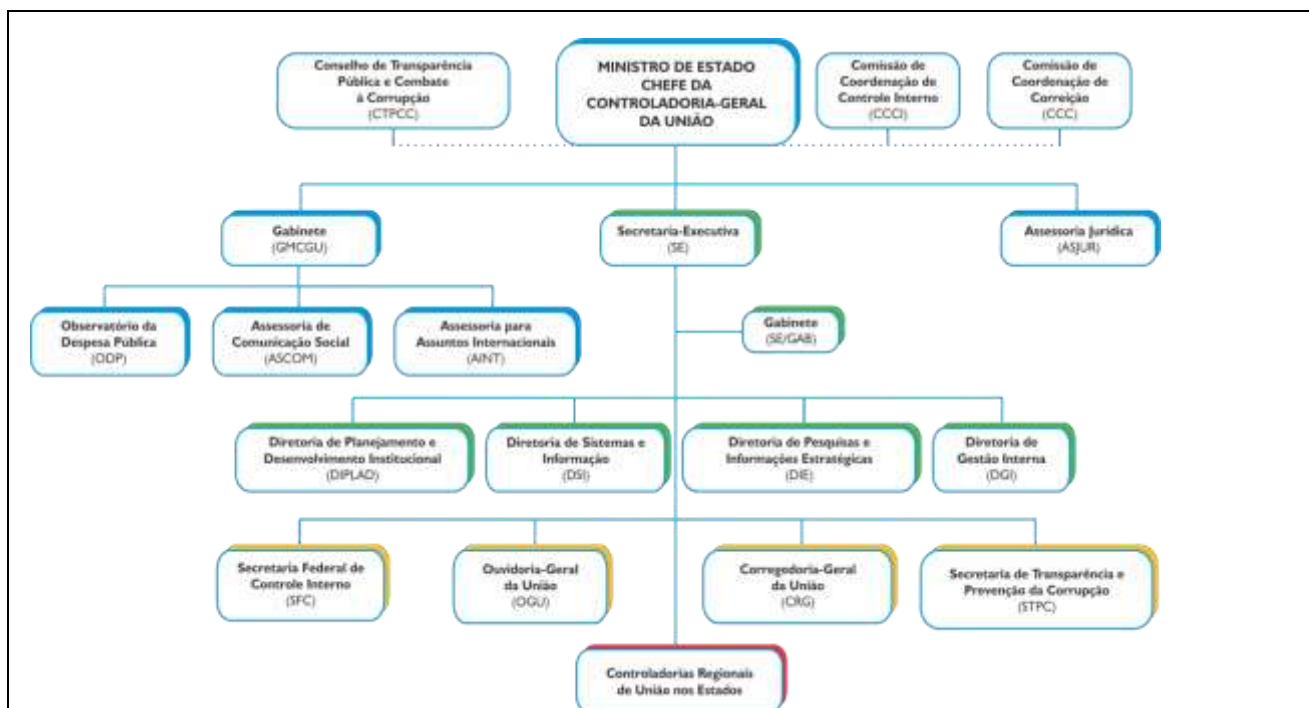 Conselho de Transparência
Pública e Combate
à Corrupção
(CTPCC)
MINISTRO DE ESTADO
CHEFE DA
CONTROLADORIA-GERAL
DA UNIÃO
Comissão de
Coordenação de
Controle Interno
(CCCI)
Comissão de
Coordenação de
Correição
(CCC)
Gabinete
(GMCGU)
Secretaria-Executiva
(SE)
Assessoria Jurídica
(ASJUR)
Observatório da
Despesa Pública
(ODP)
Assessoria de
Comunicação Social
(ASCOM)
Assessoria para
Assuntos Internacionais
(AINT)
Gabinete
(SE/GAB)
Diretoria de Planejamento e
Desenvolvimento Institucional
(DIPLAD)
Diretoria de Sistemas e
Informação
(DSI)
Diretoria de Pesquisas e
Informações Estratégicas
(DIE)
Diretoria de
Gestão Interna
(DGI)
Secretaria Federal de
Controle Interno
(SFC)
Ouvidoria-Geral
da União
(OGU)
Corregedoria-Geral
da União
(CRG)
Secretaria de Transparência e
Prevenção da Corrupção
(STPC)
Controladorias Regionais
de União nos Estados